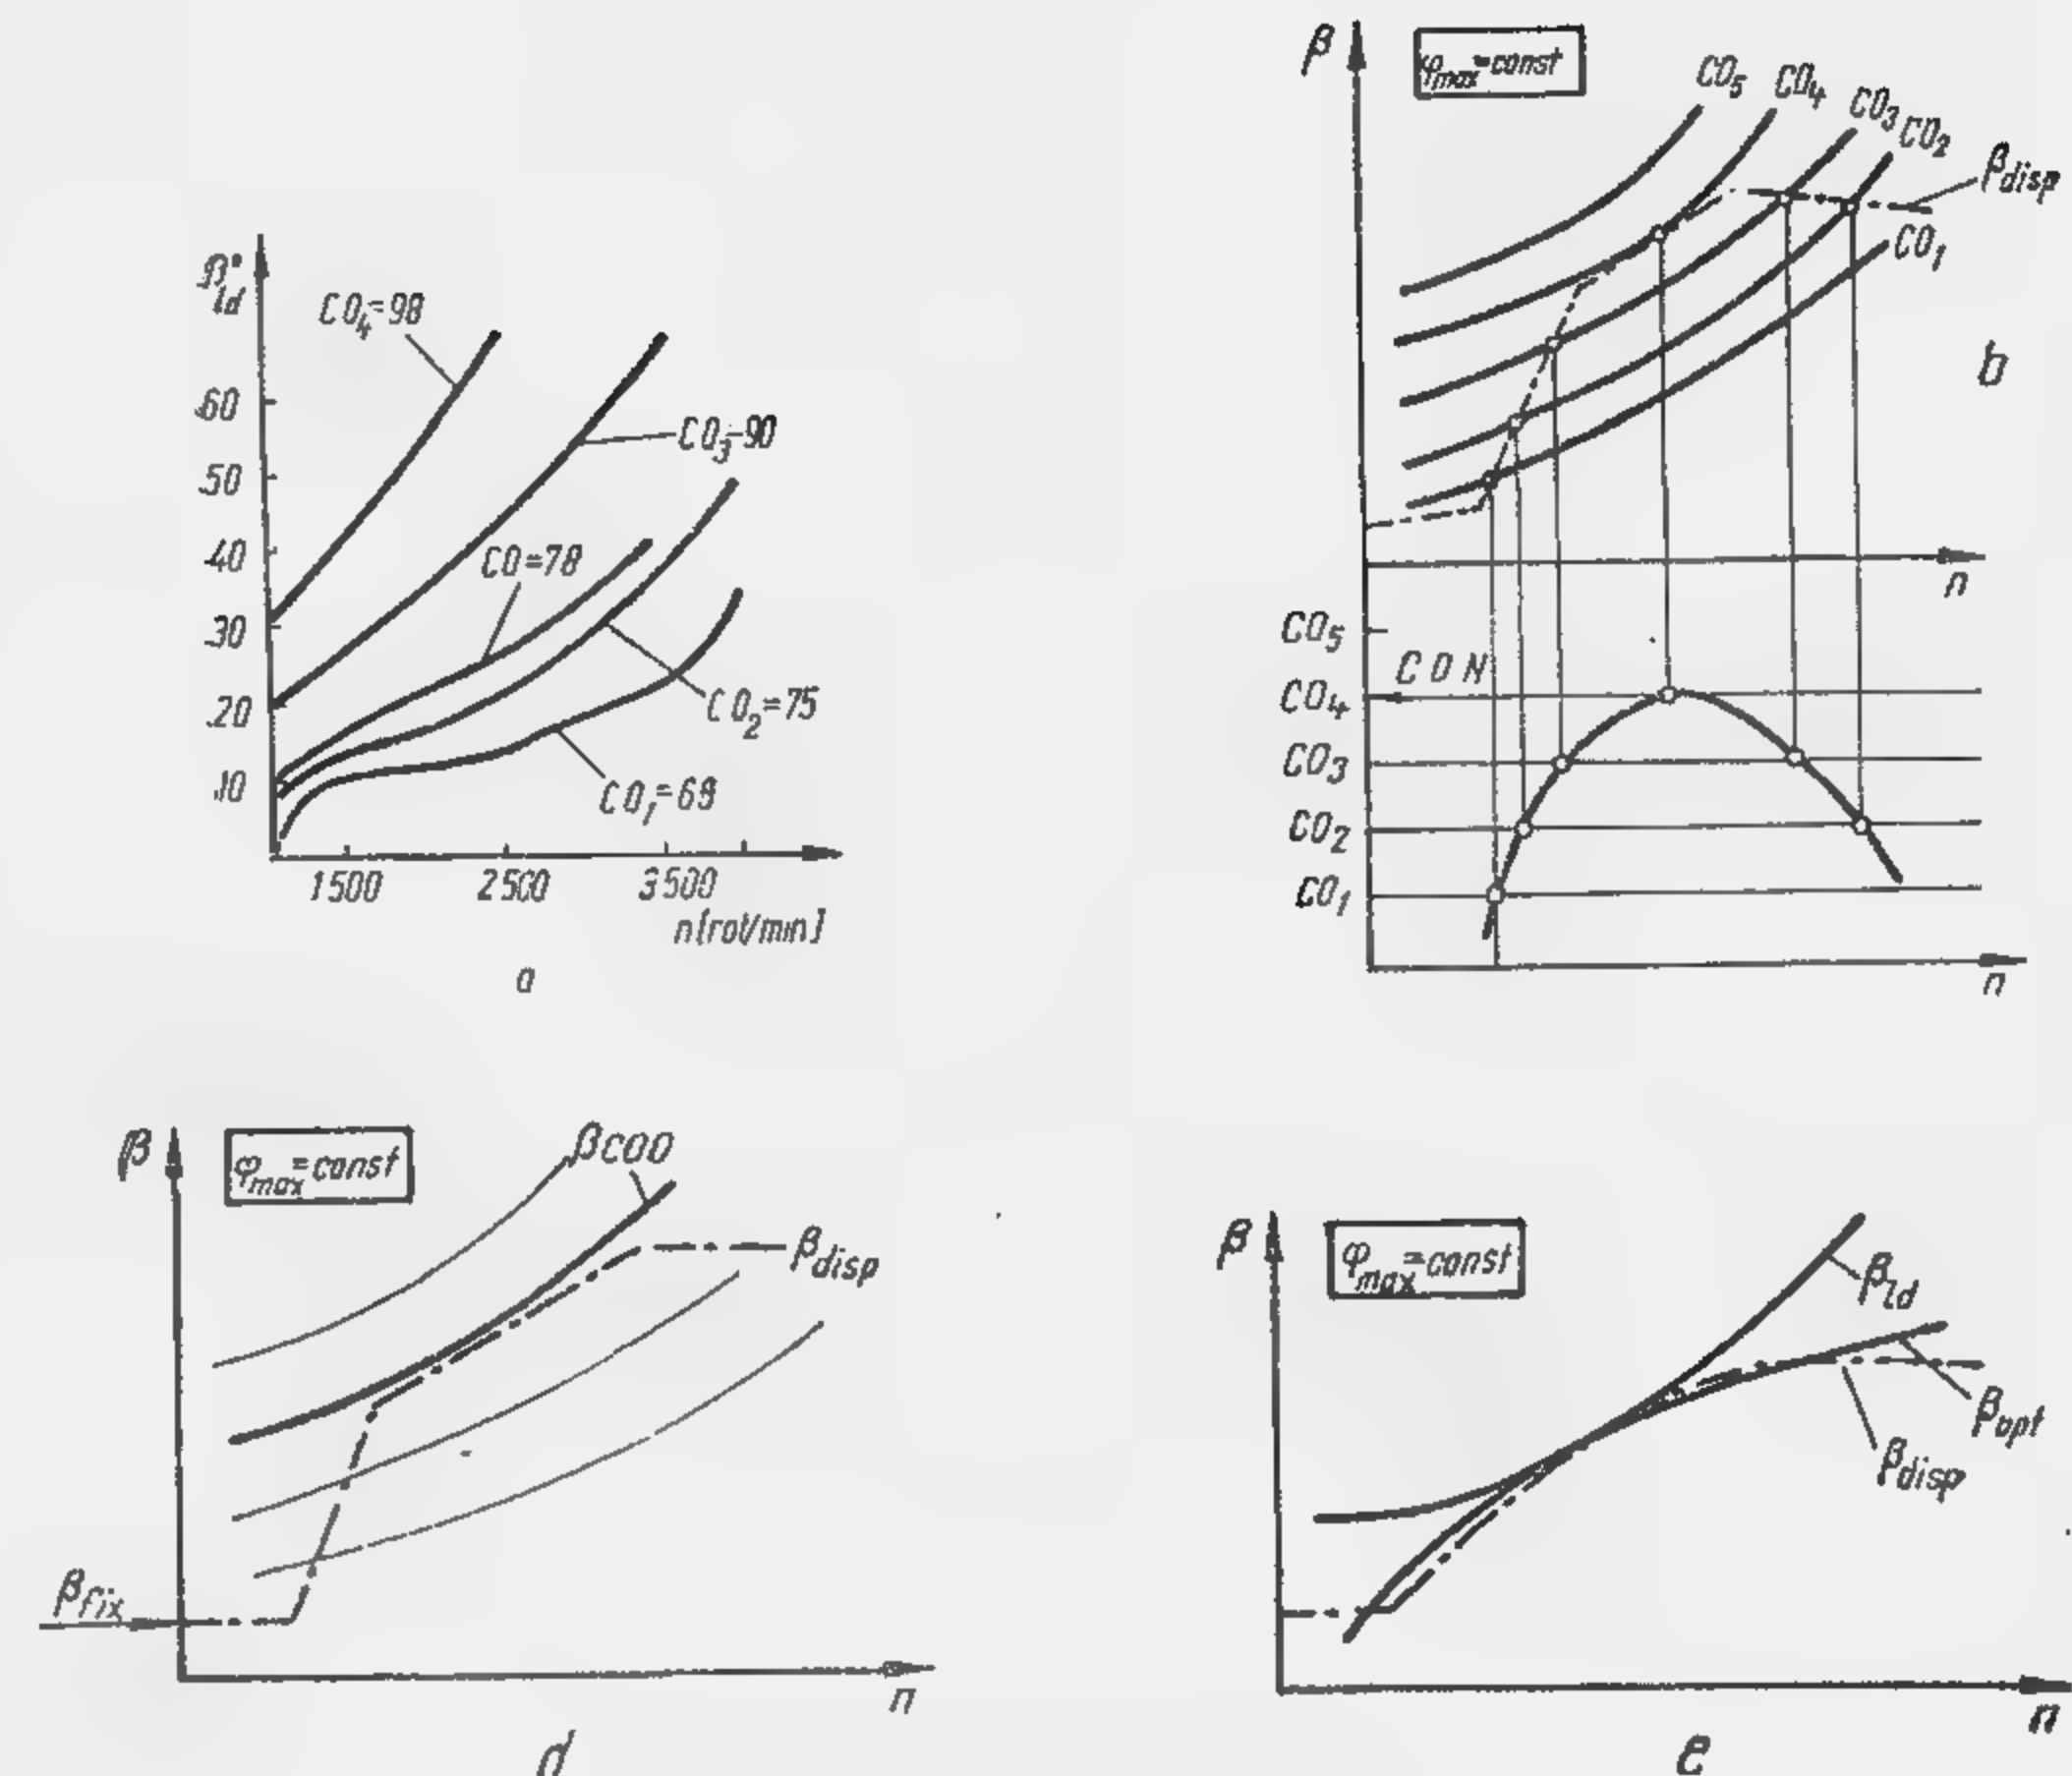 β°ld
CO4=98
60
CO3-90
50
40
CO=78
30
20
CO2=75
10
CO1=69
1500 2500 3500
n[rot/min]
a
β
φmax=const
CO5 CO4 CO3 CO2
βdisp
CO1
b
n
CO5
CON
CO4
CO3
CO2
CO1
n
β
φmax=const
βCOO
βdisp
βfix
n
d
β
φmax=const
βld
βopt
βdisp
n
e